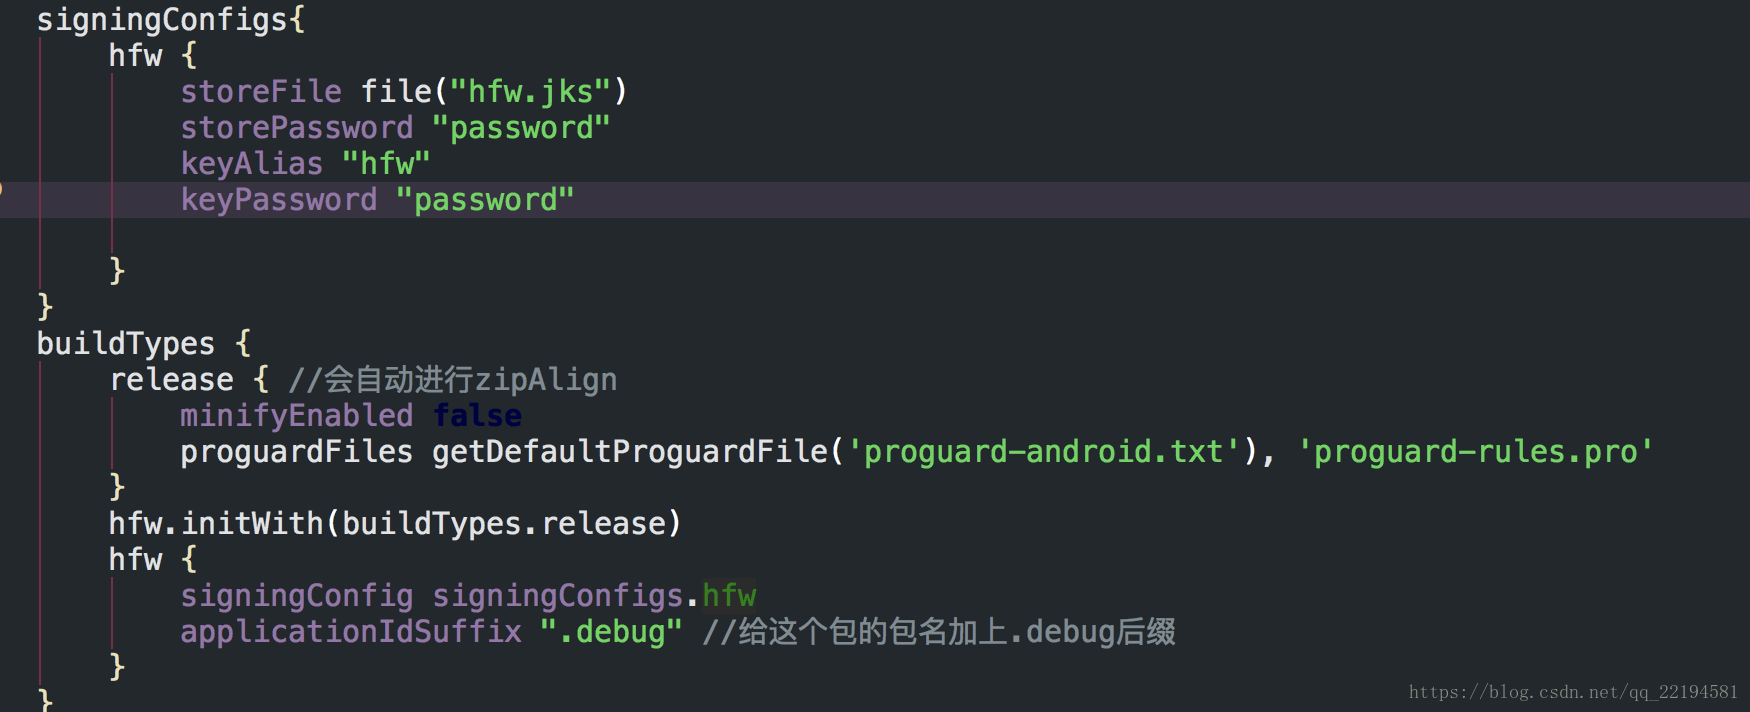 signingConfigs{
hfw {
storeFile file("hfw.jks")
storePassword "password"
keyAlias "hfw"
keyPassword "password"
}
}
buildTypes {
release { //会自动进行zipAlign
minifyEnabled false
proguardFiles getDefaultProguardFile('proguard-android.txt'), 'proguard-rules.pro'
}
hfw.initWith(buildTypes.release)
hfw {
signingConfig signingConfigs.hfw
applicationIdSuffix ".debug" //给这个包的包名加上.debug后缀
}
}
https://blog.csdn.net/qq_22194581